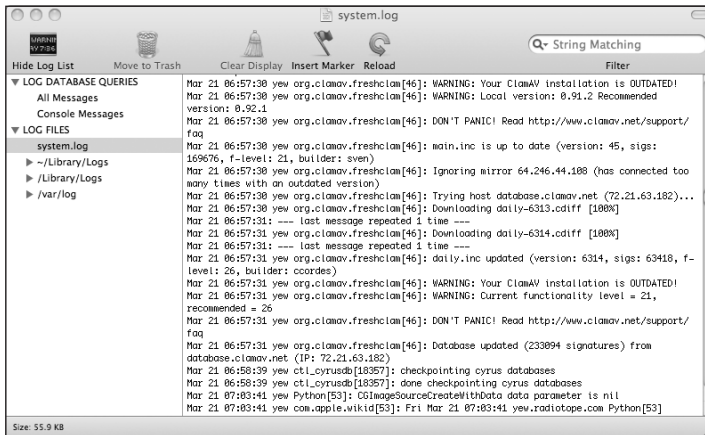 system.log
WARNIN
AY 7:36
Hide Log List
Move to Trash
Clear Display
Insert Marker
Reload
String Matching
Filter
LOG DATABASE QUERIES
All Messages
Console Messages
LOG FILES
system.log
~/Library/Logs
/Library/Logs
/var/log
Mar 21 06:57:30 yew org.clamav.freshclam[46]: WARNING: Your ClamAV installation is OUTDATED!
Mar 21 06:57:30 yew org.clamav.freshclam[46]: WARNING: Local version: 0.91.2 Recommended
version: 0.92.1
Mar 21 06:57:30 yew org.clamav.freshclam[46]: DON'T PANIC! Read http://www.clamav.net/support/
faq
Mar 21 06:57:30 yew org.clamav.freshclam[46]: main.inc is up to date (version: 45, sigs:
169676, f-level: 21, builder: sven)
Mar 21 06:57:30 yew org.clamav.freshclam[46]: Ignoring mirror 64.246.44.108 (has connected too
many times with an outdated version)
Mar 21 06:57:30 yew org.clamav.freshclam[46]: Trying host database.clamav.net (72.21.63.182)...
Mar 21 06:57:30 yew org.clamav.freshclam[46]: Downloading daily-6313.cdiff [100%]
Mar 21 06:57:31: --- last message repeated 1 time ---
Mar 21 06:57:31 yew org.clamav.freshclam[46]: Downloading daily-6314.cdiff [100%]
Mar 21 06:57:31: --- last message repeated 1 time ---
Mar 21 06:57:31 yew org.clamav.freshclam[46]: daily.inc updated (version: 6314, sigs: 63418, f-
level: 26, builder: ccordes)
Mar 21 06:57:31 yew org.clamav.freshclam[46]: WARNING: Your ClamAV installation is OUTDATED!
Mar 21 06:57:31 yew org.clamav.freshclam[46]: WARNING: Current functionality level = 21,
recommended = 26
Mar 21 06:57:31 yew org.clamav.freshclam[46]: DON'T PANIC! Read http://www.clamav.net/support/
faq
Mar 21 06:57:31 yew org.clamav.freshclam[46]: Database updated (233094 signatures) from
database.clamav.net (IP: 72.21.63.182)
Mar 21 06:58:39 yew ctl_cyrusdb[18357]: checkpointing cyrus databases
Mar 21 06:58:39 yew ctl_cyrusdb[18357]: done checkpointing cyrus databases
Mar 21 07:03:41 yew Python[53]: CGImageSourceCreateWithData data parameter is nil
Mar 21 07:03:41 yew com.apple.wikid[53]: Fri Mar 21 07:03:41 yew.radiotope.com Python[53]
Size: 55.9 KB